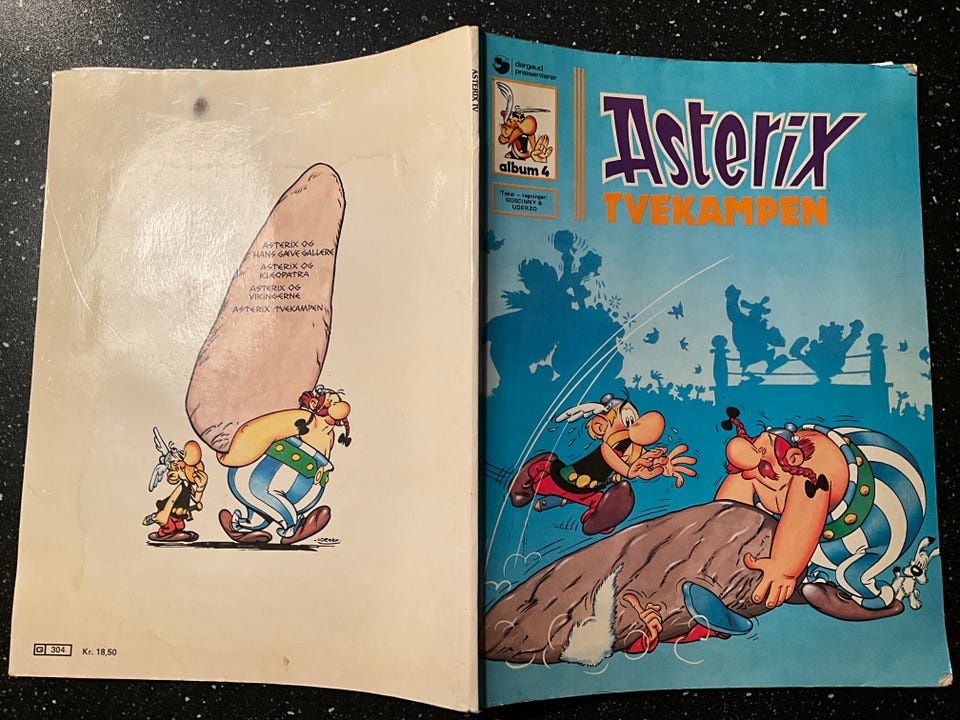 ASTERIX OG
HANS GÆVE GALLERE
ASTERIX OG
KLEOPATRA
ASTERIX OG
VIKINGERNE
ASTERIX TVEKAMPEN
UDERZO
G 304
Kr. 18,50
ASTERIX IV
dargaud
præsenterer
album 4
Tekst – tegninger:
GOSCINNY &
UDERZO
Asterix
TVEKAMPEN